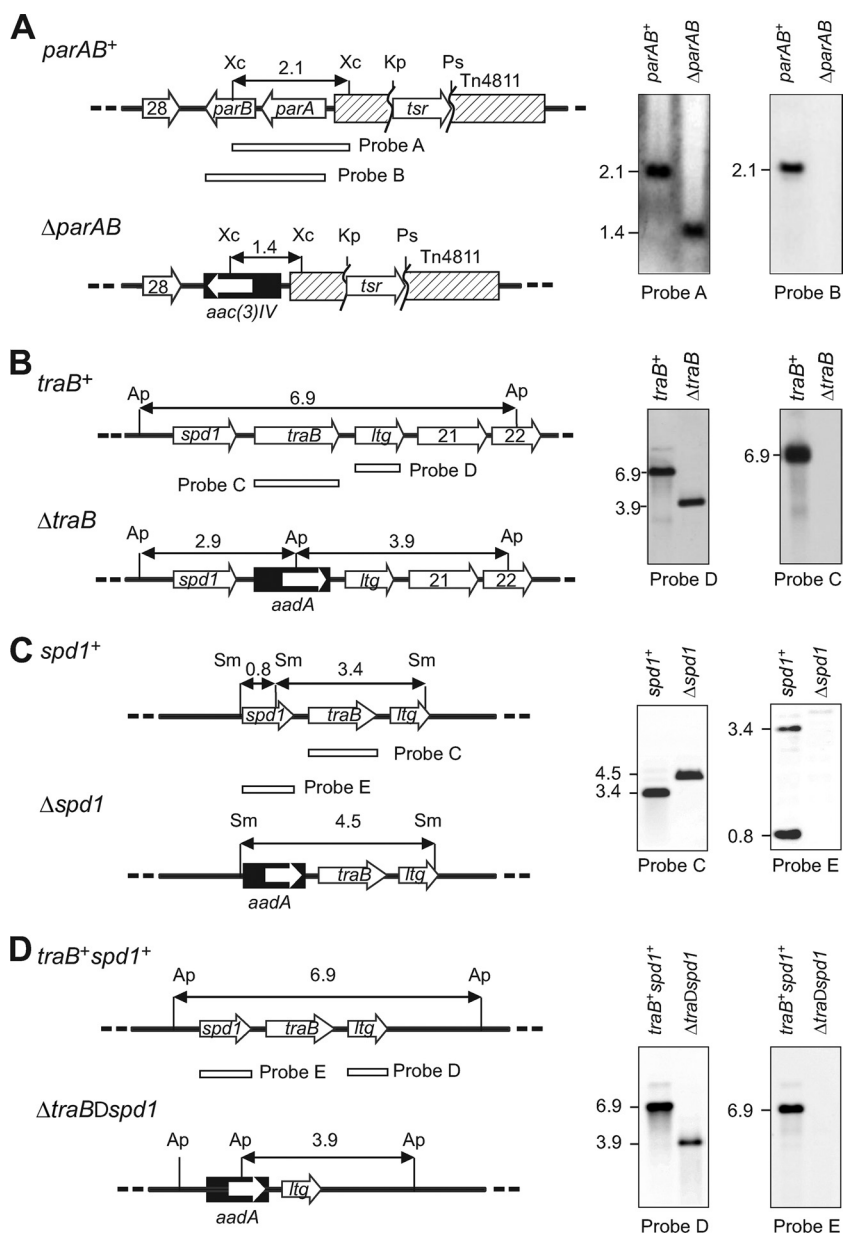 A
parAB+
Xc 2.1 Xc Kp Ps
Tn4811
28 parB parA tsr
Probe A
Probe B
ΔparAB
Xc 1.4 Xc Kp Ps
Tn4811
28 tsr
aac(3)IV
parAB+ ΔparAB
2.1
1.4
Probe A
parAB+ ΔparAB
2.1
Probe B
B
traB+
Ap 6.9 Ap
spd1 traB ltg 21 22
Probe C Probe D
ΔtraB
Ap 2.9 Ap 3.9 Ap
spd1 ltg 21 22
aadA
traB+ ΔtraB
6.9
3.9
Probe D
traB+ ΔtraB
6.9
Probe C
C
spd1+
Sm 0.8 Sm 3.4 Sm
spd1 traB ltg
Probe C
Probe E
Δspd1
Sm 4.5 Sm
traB ltg
aadA
spd1+ Δspd1
4.5
3.4
Probe C
spd1+ Δspd1
3.4
0.8
Probe E
D
traB+spd1+
Ap 6.9 Ap
spd1 traB ltg
Probe E Probe D
ΔtraBDspd1
Ap Ap 3.9 Ap
ltg
aadA
traB+spd1+ ΔtraDspd1
6.9
3.9
Probe D
traB+spd1+ ΔtraDspd1
6.9
Probe E